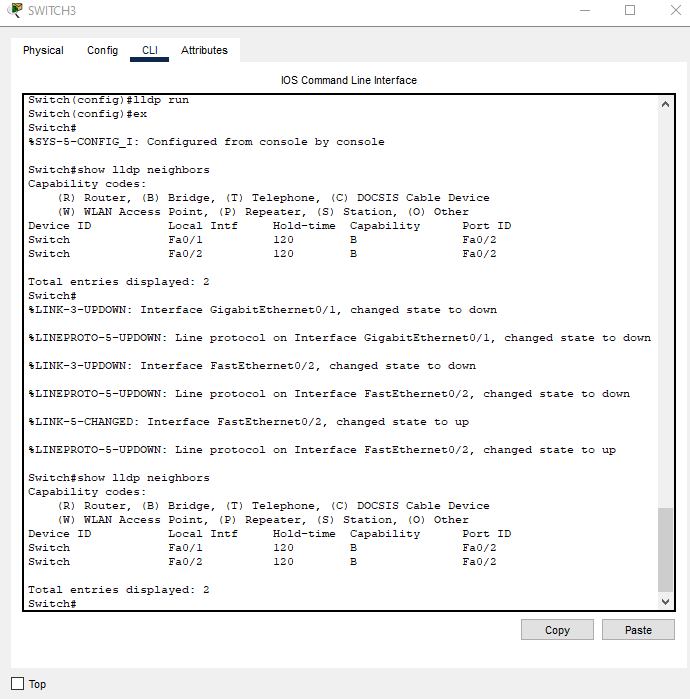 SWITCH3
Physical Config CLI Attributes
IOS Command Line Interface
Switch(config)#lldp run
Switch(config)#ex
Switch#
%SYS-5-CONFIG_I: Configured from console by console
Switch#show lldp neighbors
Capability codes:
(R) Router, (B) Bridge, (T) Telephone, (C) DOCSIS Cable Device
(W) WLAN Access Point, (P) Repeater, (S) Station, (O) Other
Device ID Local Intf Hold-time Capability Port ID
Switch Fa0/1 120 B Fa0/2
Switch Fa0/2 120 B Fa0/2
Total entries displayed: 2
Switch#
%LINK-3-UPDOWN: Interface GigabitEthernet0/1, changed state to down
%LINEPROTO-5-UPDOWN: Line protocol on Interface GigabitEthernet0/1, changed state to down
%LINK-3-UPDOWN: Interface FastEthernet0/2, changed state to down
%LINEPROTO-5-UPDOWN: Line protocol on Interface FastEthernet0/2, changed state to down
%LINK-5-CHANGED: Interface FastEthernet0/2, changed state to up
%LINEPROTO-5-UPDOWN: Line protocol on Interface FastEthernet0/2, changed state to up
Switch#show lldp neighbors
Capability codes:
(R) Router, (B) Bridge, (T) Telephone, (C) DOCSIS Cable Device
(W) WLAN Access Point, (P) Repeater, (S) Station, (O) Other
Device ID Local Intf Hold-time Capability Port ID
Switch Fa0/1 120 B Fa0/2
Switch Fa0/2 120 B Fa0/2
Total entries displayed: 2
Switch#
Copy Paste
Top